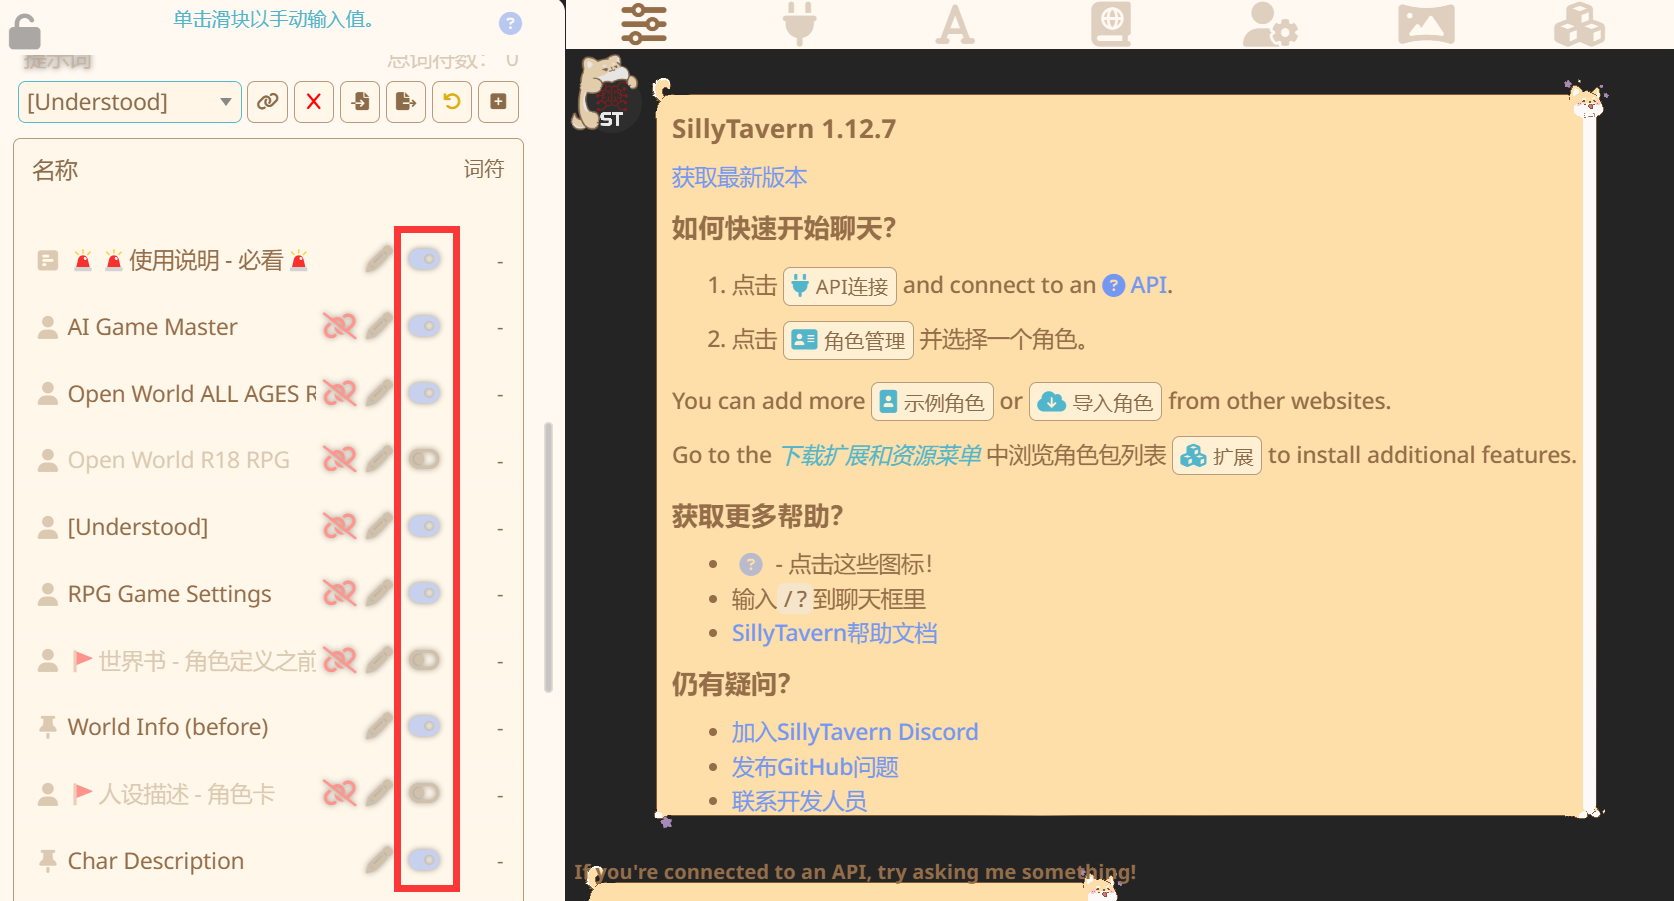 单击滑块以手动输入值。
提示词 总词符数： 0
[Understood]
名称 词符
🚨 🚨 使用说明 - 必看 🚨 -
AI Game Master -
Open World ALL AGES R -
Open World R18 RPG -
[Understood] -
RPG Game Settings -
🚩 世界书 - 角色定义之前 -
World Info (before) -
🚩 人设描述 - 角色卡 -
Char Description -
ST
SillyTavern 1.12.7
获取最新版本
如何快速开始聊天？
1. 点击 API连接 and connect to an ? API.
2. 点击 角色管理 并选择一个角色。
You can add more 示例角色 or 导入角色 from other websites.
Go to the 下载扩展和资源菜单 中浏览角色包列表 扩展 to install additional features.
获取更多帮助？
• ? - 点击这些图标！
• 输入 /? 到聊天框里
• SillyTavern帮助文档
仍有疑问？
• 加入SillyTavern Discord
• 发布GitHub问题
• 联系开发人员
If you're connected to an API, try asking me something!